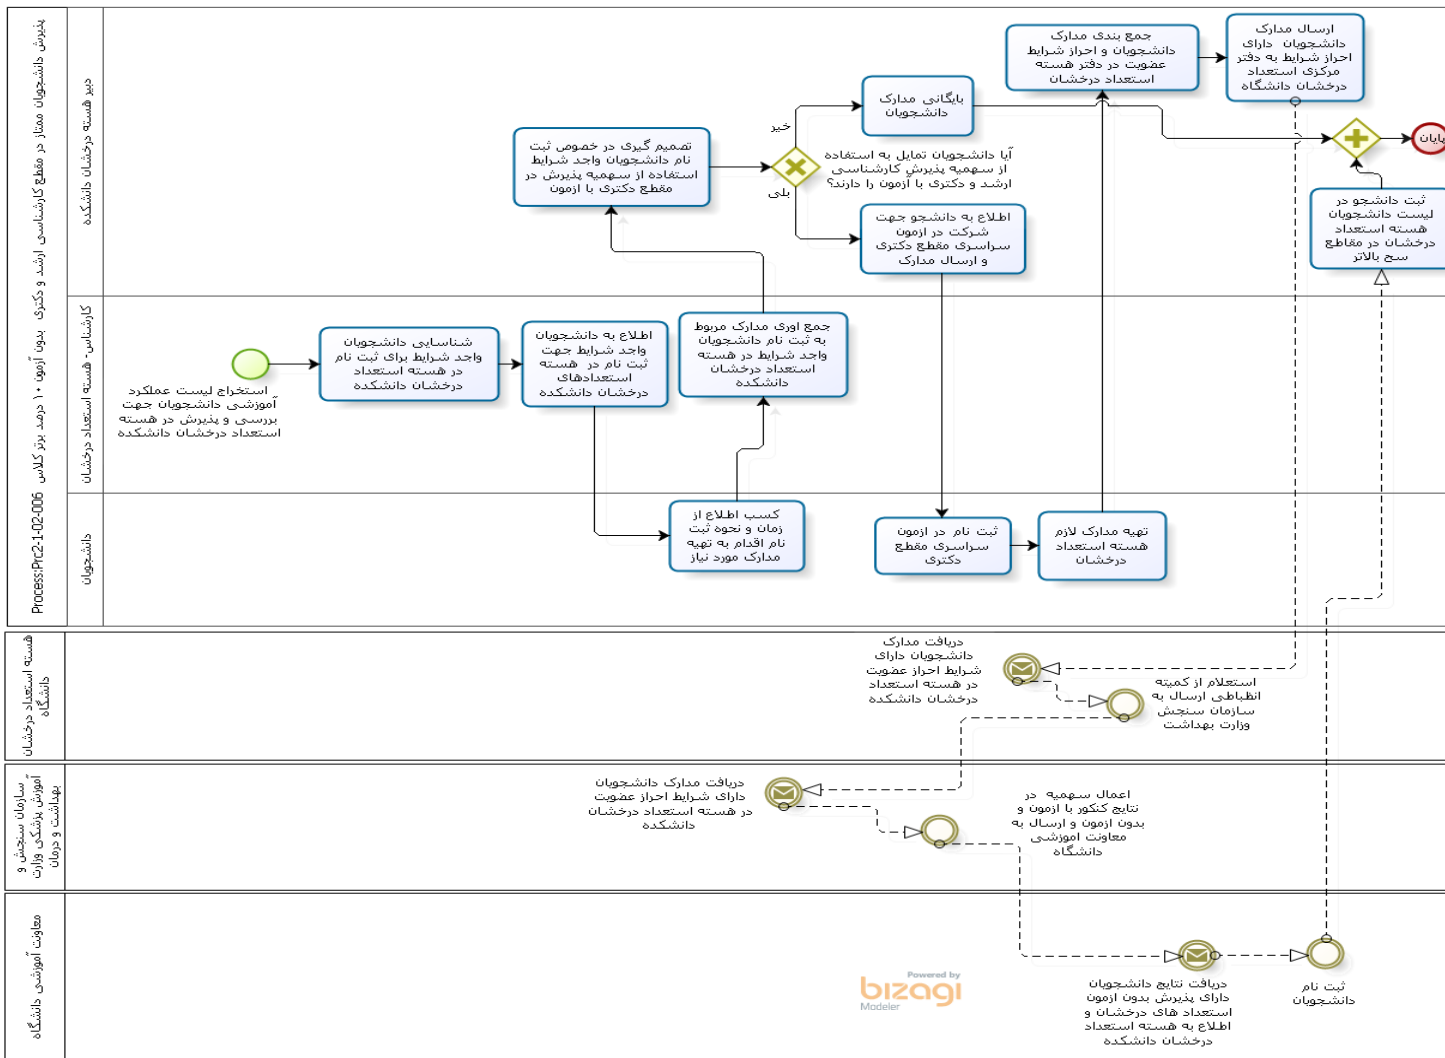 پذیرش دانشجویان ممتاز در مقطع کارشناسی ارشد و دکتری بدون آزمون ۱۰ درصد برتر کلاس Process:Prc2-1-02-006
دبیر هسته درخشان دانشکده
ارسال مدارک
دانشجویان دارای
احراز شرایط به دفتر
مرکزی استعداد
درخشان دانشگاه
جمع بندی مدارک
دانشجویان و احراز شرایط
عضویت در دفتر هسته
استعداد درخشان
بایگانی مدارک
دانشجویان
خیر
بلی
آیا دانشجویان تمایل به استفاده
از سهمیه پذیرش کارشناسی
ارشد و دکتری با آزمون را دارند؟
تصمیم گیری در خصوص ثبت
نام دانشجویان واجد شرایط
استفاده از سهمیه پذیرش در
مقطع دکتری با ازمون
اطلاع به دانشجو جهت
شرکت در ازمون
سراسری مقطع دکتری
و ارسال مدارک
پایان
ثبت دانشجو در
لیست دانشجویان
هسته استعداد
درخشان در مقاطع
سح بالاتر
کارشناس- هسته استعداد درخشان
استخراج لیست عملکرد
آموزشی دانشجویان جهت
بررسی و پذیرش در هسته
استعداد درخشان دانشکده
شناسایی دانشجویان
واجد شرایط برای ثبت نام
در هسته استعداد
درخشان دانشکده
اطلاع به دانشجویان
واجد شرایط جهت
ثبت نام در هسته
استعدادهای
درخشان دانشکده
جمع اوری مدارک مربوط
به ثبت نام دانشجویان
واجد شرایط در هسته
استعداد درخشان
دانشکده
دانشجویان
کسب اطلاع از
زمان و نحوه ثبت
نام اقدام به تهیه
مدارک مورد نیاز
ثبت نام در ازمون
سراسری مقطع
دکتری
تهیه مدارک لازم
هسته استعداد
درخشان
هسته استعداد درخشان
دانشگاه
دریافت مدارک
دانشجویان دارای
شرایط احراز عضویت
در هسته استعداد
درخشان دانشکده
استعلام از کمیته
انظباطی ارسال به
سازمان سنجش
وزارت بهداشت
سازمان سنجش و
آموزش پزشکی وزارت
بهداشت و درمان
دریافت مدارک دانشجویان
دارای شرایط احراز عضویت
در هسته استعداد درخشان
دانشکده
اعمال سهمیه در
نتایج کنکور با ازمون و
بدون ازمون و ارسال به
معاونت اموزشی
دانشگاه
معاونت آموزشی دانشگاه
دریافت نتایج دانشجویان
دارای پذیرش بدون ازمون
استعداد های درخشان و
اطلاع به هسته استعداد
درخشان دانشکده
ثبت نام
دانشجویان
Powered by
bizagi
Modeler